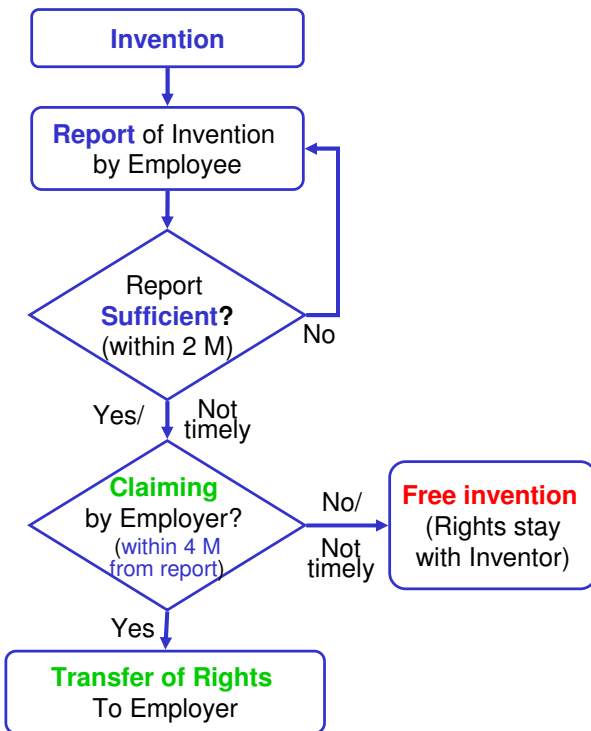 Invention
Report of Invention
by Employee
Report
Sufficient?
(within 2 M)
No
Yes/
Not
timely
Claiming
by Employer?
(within 4 M
from report)
No/
Not
timely
Free invention
(Rights stay
with Inventor)
Yes
Transfer of Rights
To Employer